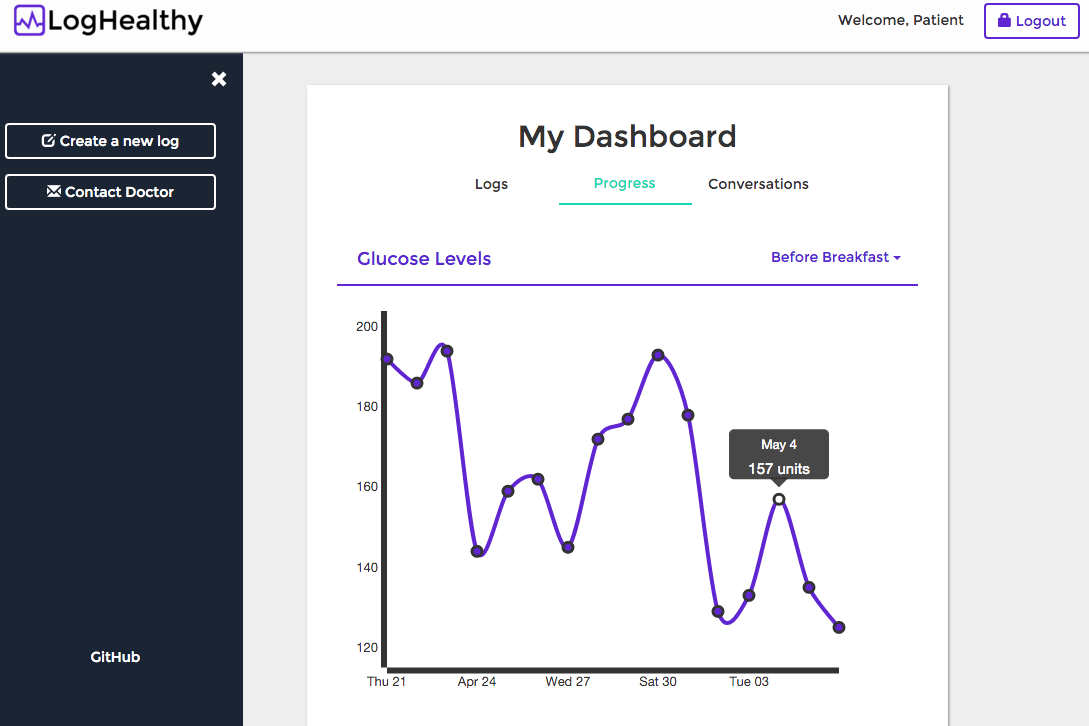 LogHealthy
Welcome, Patient
Logout
Create a new log
Contact Doctor
GitHub
My Dashboard
Logs
Progress
Conversations
Glucose Levels
Before Breakfast
200
180
160
140
120
May 4
157 units
Thu 21
Apr 24
Wed 27
Sat 30
Tue 03